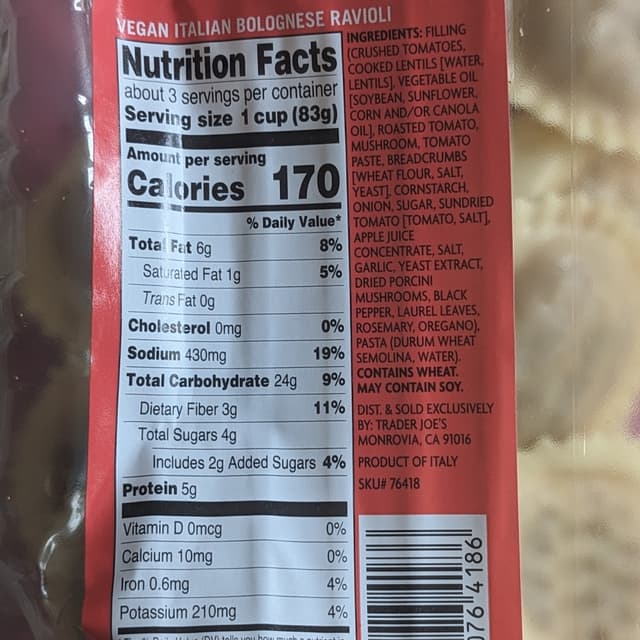 VEGAN ITALIAN BOLOGNESE RAVIOLI
Nutrition Facts
about 3 servings per container
Serving size 1 cup (83g)
Amount per serving
Calories 170
% Daily Value*
Total Fat 6g 8%
Saturated Fat 1g 5%
Trans Fat 0g
Cholesterol 0mg 0%
Sodium 430mg 19%
Total Carbohydrate 24g 9%
Dietary Fiber 3g 11%
Total Sugars 4g
Includes 2g Added Sugars 4%
Protein 5g
Vitamin D 0mcg 0%
Calcium 10mg 0%
Iron 0.6mg 4%
Potassium 210mg 4%
INGREDIENTS: FILLING
(CRUSHED TOMATOES,
COOKED LENTILS [WATER,
LENTILS], VEGETABLE OIL
[SOYBEAN, SUNFLOWER,
CORN AND/OR CANOLA
OIL], ROASTED TOMATO,
MUSHROOM, TOMATO
PASTE, BREADCRUMBS
[WHEAT FLOUR, SALT,
YEAST], CORNSTARCH,
ONION, SUGAR, SUNDRIED
TOMATO [TOMATO, SALT],
APPLE JUICE
CONCENTRATE, SALT,
GARLIC, YEAST EXTRACT,
DRIED PORCINI
MUSHROOMS, BLACK
PEPPER, LAUREL LEAVES,
ROSEMARY, OREGANO),
PASTA (DURUM WHEAT
SEMOLINA, WATER).
CONTAINS WHEAT.
MAY CONTAIN SOY.
DIST. & SOLD EXCLUSIVELY
BY: TRADER JOE'S
MONROVIA, CA 91016
PRODUCT OF ITALY
SKU# 76418
076 4186